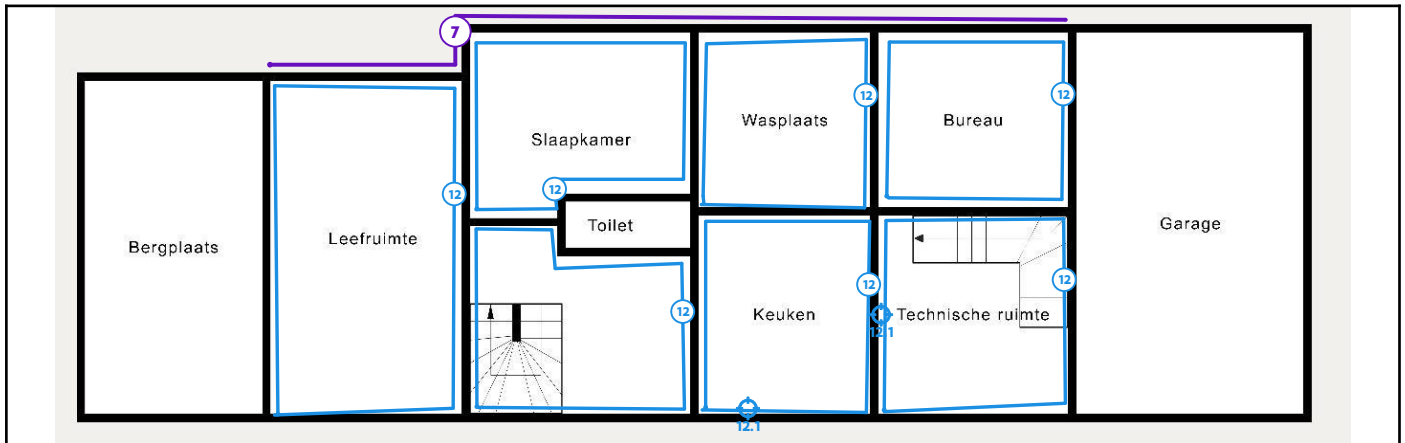 7
12
12
Slaapkamer
Wasplaats
Bureau
12
12
Toilet
Bergplaats
Leefruimte
Garage
12
12
12
Keuken
Technische ruimte
12.1
12.1